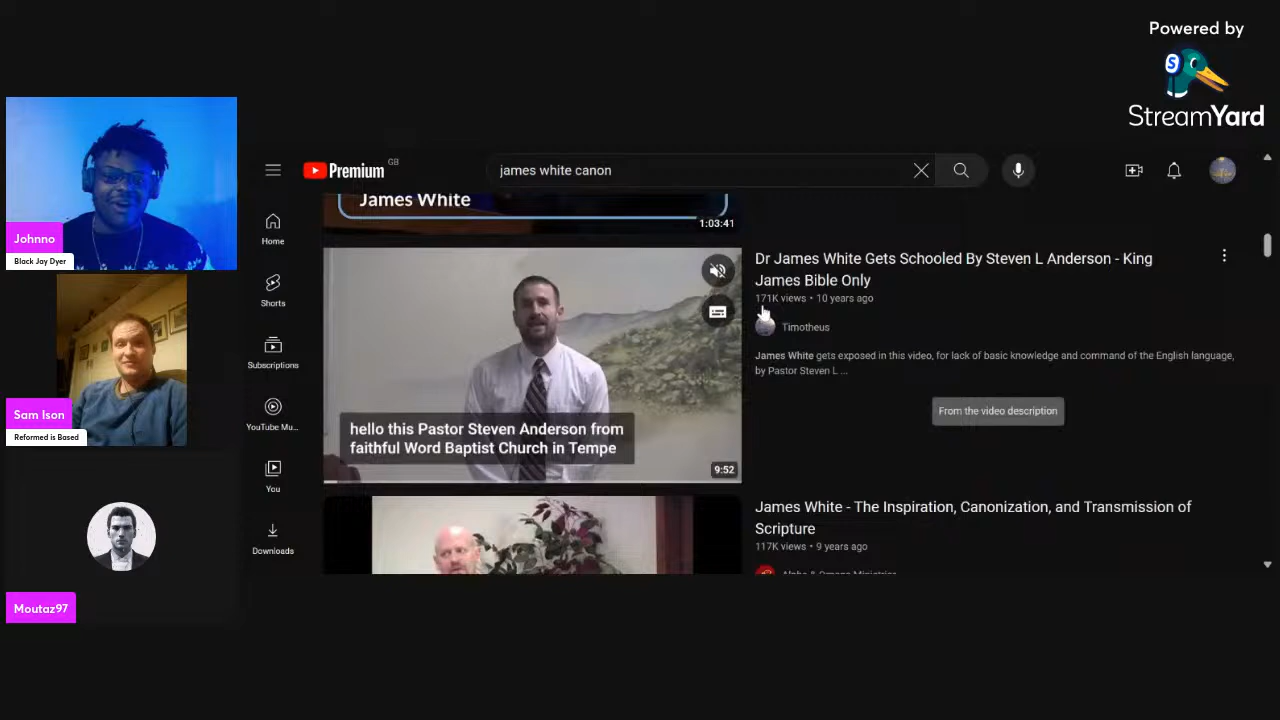 Powered by
S
StreamYard
Johnno
Black Jay Dyer
Sam Ison
Reformed is Based
Moutaz97
Premium
GB
james white canon
Home
Shorts
Subscriptions
YouTube Mu...
You
Downloads
James White
1:03:41
hello this Pastor Steven Anderson from
faithful Word Baptist Church in Tempe
9:52
Dr James White Gets Schooled By Steven L Anderson - King
James Bible Only
171K views • 10 years ago
Timotheus
James White gets exposed in this video, for lack of basic knowledge and command of the English language,
by Pastor Steven L ...
From the video description
James White - The Inspiration, Canonization, and Transmission of
Scripture
117K views • 9 years ago
Alpha & Omega Ministries